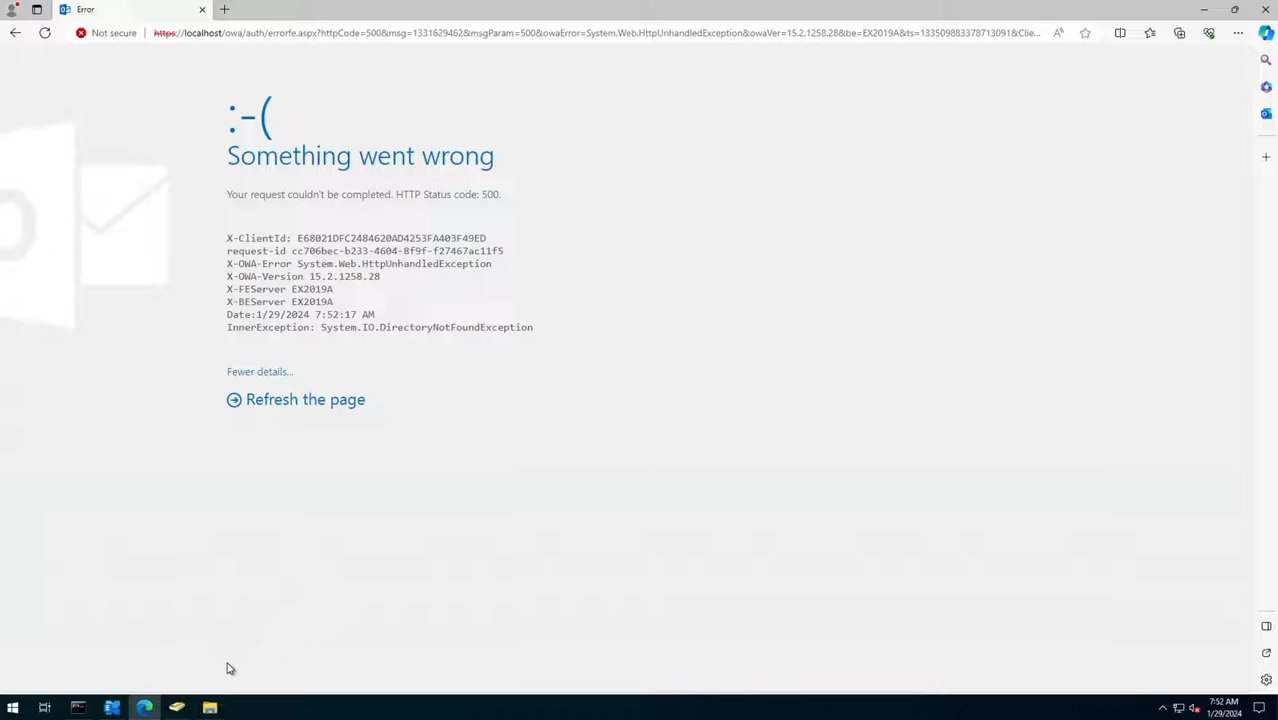 Error
Not secure
https://localhost/owa/auth/errorfe.aspx?httpCode=500&msg=1331629462&msgParam=500&owaError=System.Web.HttpUnhandledException&owaVer=15.2.1258.28&be=EX2019A&ts=133509883378713091&Clie...
:-(
Something went wrong
Your request couldn't be completed. HTTP Status code: 500.
X-ClientId: E68021DFC2484620AD4253FA403F49ED
request-id cc706bec-b233-4604-8f9f-f27467ac11f5
X-OWA-Error System.Web.HttpUnhandledException
X-OWA-Version 15.2.1258.28
X-FEServer EX2019A
X-BEServer EX2019A
Date:1/29/2024 7:52:17 AM
InnerException: System.IO.DirectoryNotFoundException
Fewer details...
Refresh the page
7:52 AM
1/29/2024